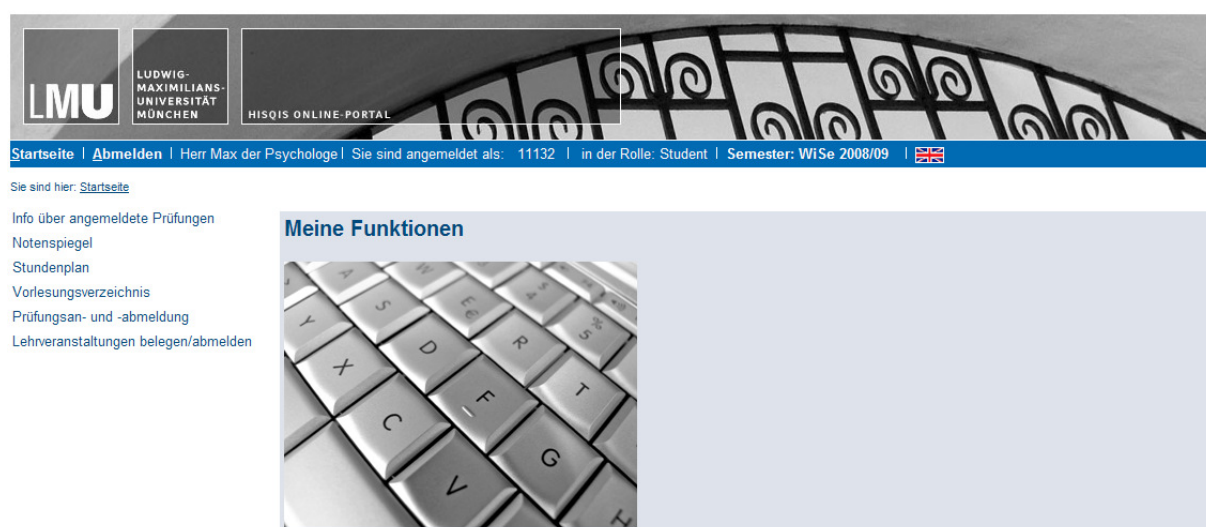 LMU
LUDWIG-
MAXIMILIANS-
UNIVERSITÄT
MÜNCHEN
HISQIS ONLINE-PORTAL
Startseite | Abmelden | Herr Max der Psychologe | Sie sind angemeldet als: 11132 | in der Rolle: Student | Semester: WiSe 2008/09 |
Sie sind hier: Startseite
Info über angemeldete Prüfungen
Notenspiegel
Stundenplan
Vorlesungsverzeichnis
Prüfungsan- und -abmeldung
Lehrveranstaltungen belegen/abmelden
Meine Funktionen
A W $ 4
S E € % 5
Y D R
X F T
C G
V H